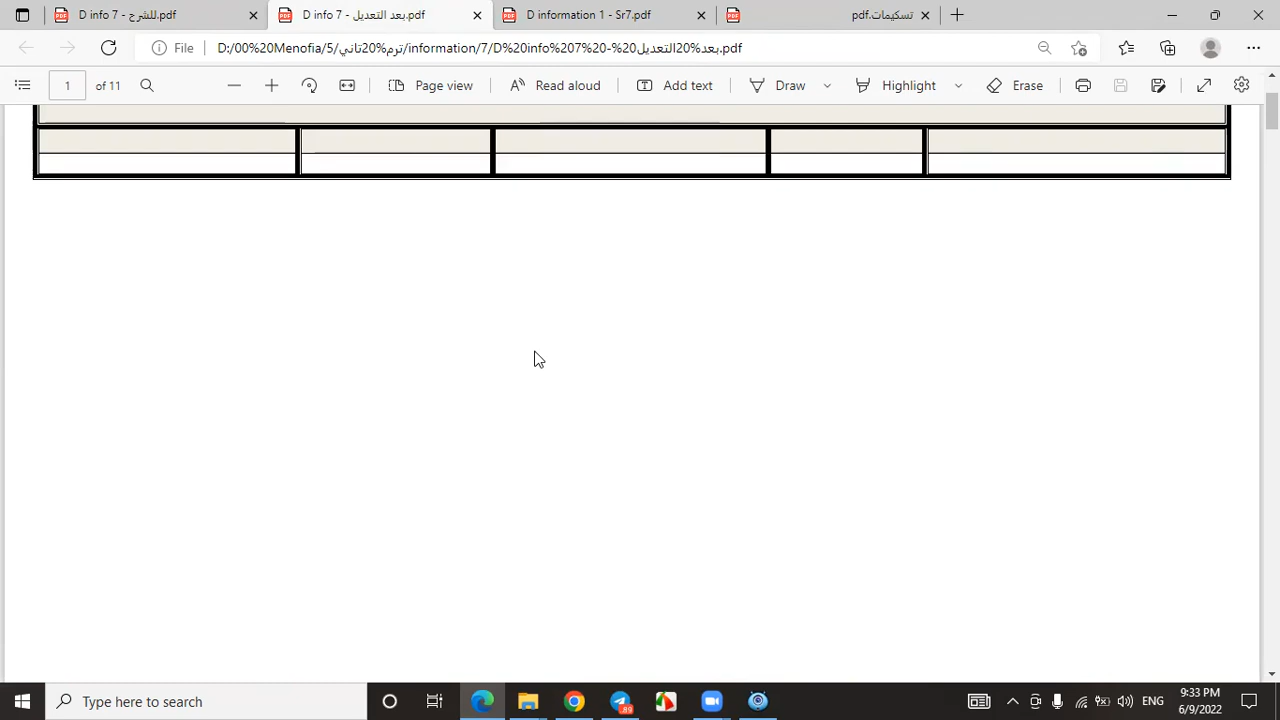 D info 7 - للشرح.pdf
D info 7 - بعد التعديل.pdf
D information 1 - Sr7.pdf
تسكيمات.pdf
File
D:/00%20Menofia/5/ترم%20تاني/information/7/D%20info%207%20-%20بعد%20التعديل.pdf
1 of 11
Page view
Read aloud
Add text
Draw
Highlight
Erase
Type here to search
.89
ENG
9:33 PM
6/9/2022